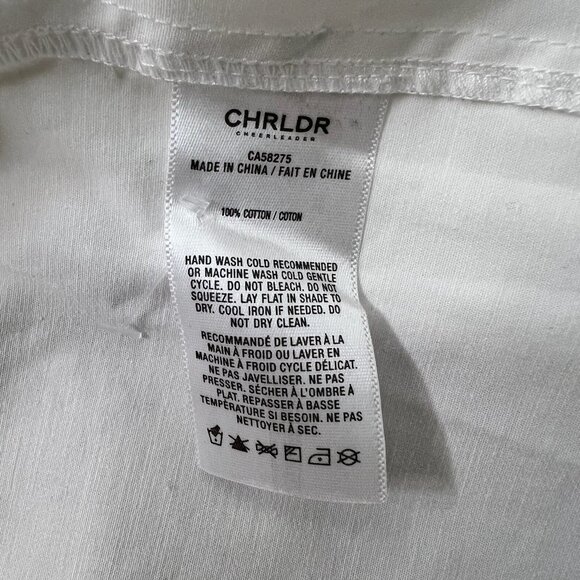 CHRLDR
CHEERLEADER
CA58275
MADE IN CHINA / FAIT EN CHINE
100% COTTON / COTON
HAND WASH COLD RECOMMENDED
OR MACHINE WASH COLD GENTLE
CYCLE. DO NOT BLEACH. DO NOT
SQUEEZE. LAY FLAT IN SHADE TO
DRY. COOL IRON IF NEEDED. DO
NOT DRY CLEAN.
RECOMMANDÉ DE LAVER À LA
MAIN À FROID OU LAVER EN
MACHINE À FROID CYCLE DÉLICAT.
NE PAS JAVELLISER. NE PAS
PRESSER. SÉCHER À L'OMBRE À
PLAT. REPASSER À BASSE
TEMPÉRATURE SI BESOIN. NE PAS
NETTOYER À SEC.